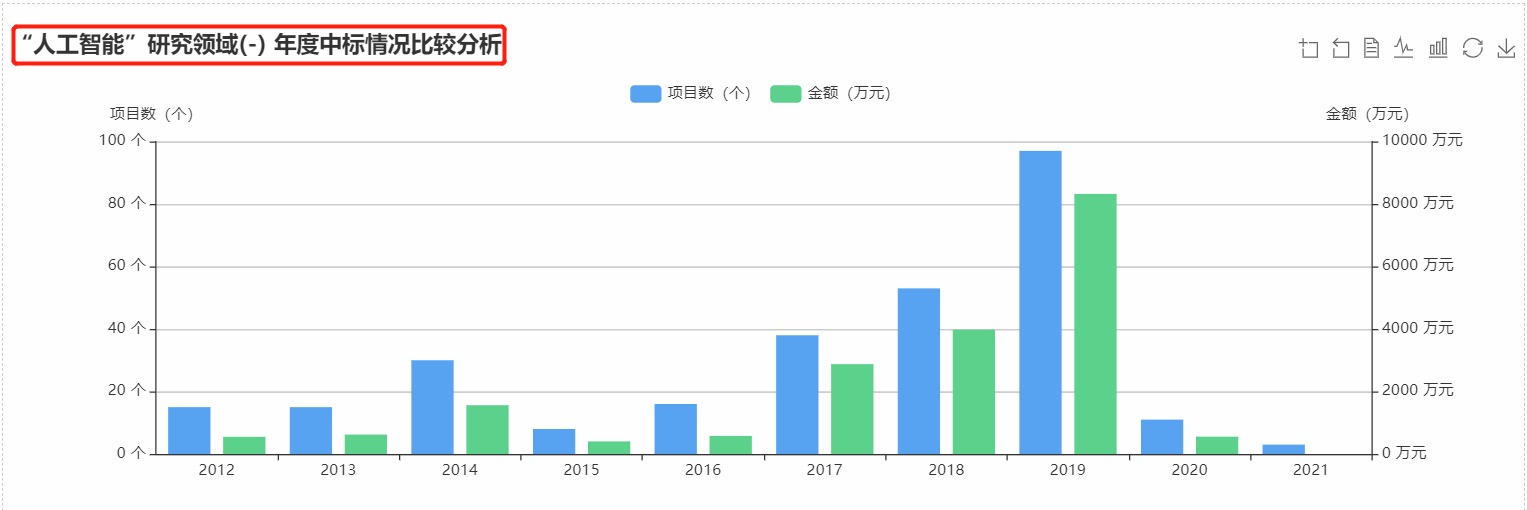 “人工智能”研究领域(-) 年度中标情况比较分析
项目数（个） 金额（万元）
项目数（个） 金额（万元）
100 个 10000 万元
80 个 8000 万元
60 个 6000 万元
40 个 4000 万元
20 个 2000 万元
0 个 0 万元
2012 2013 2014 2015 2016 2017 2018 2019 2020 2021